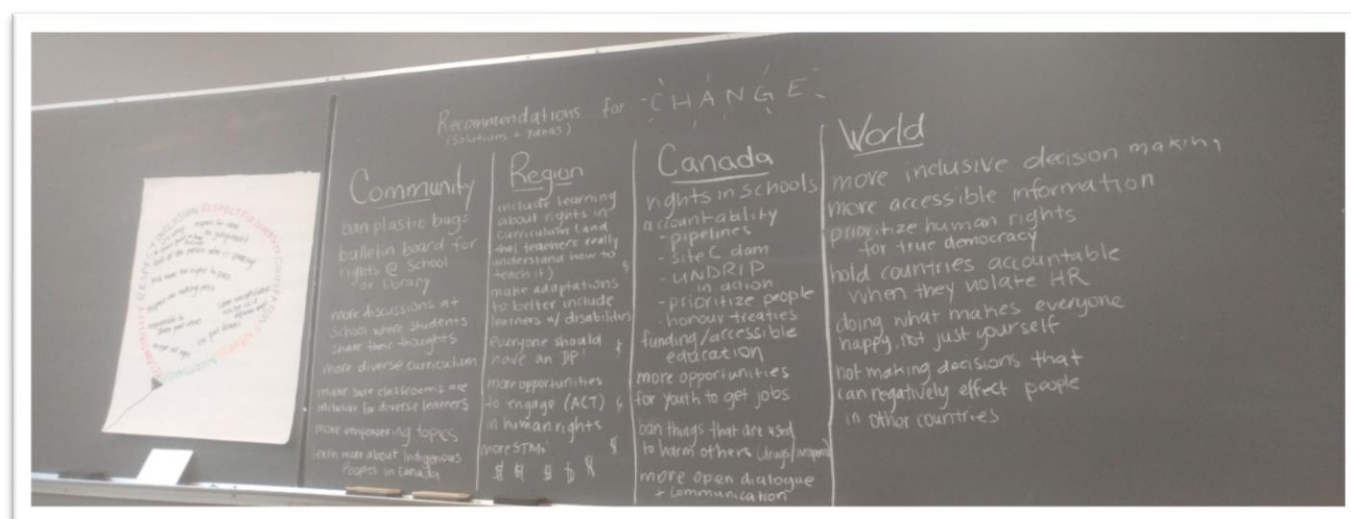 Recommendations for CHANGE
(Solutions + Ideas)
Community
ban plastic bags
bulletin board for
rights @ School
or library
more discussions at
School where students
share their thoughts
more diverse curriculum
make sure classrooms are
inclusive for diverse learners
more empowering topics
learn more about Indigenous
Peoples in Canada
Region
include learning
about rights in
curriculum (and
that teachers really
understand how to
teach it) $
make adaptations
to better include
learners w/ disabilities
everyone should $
have an IJP
more opportunities
to engage (ACT) $
in human rights
more STMs $
$ $ $ $ $
Canada
rights in schools
accountability
- pipelines
- site C dam
- UNDRIP
in action
- prioritize people
- honour treaties
funding/accessible
education
more opportunities
for youth to get jobs
ban things that are used
to harm others (drugs/weapons)
more open dialogue
+ communication
World
more inclusive decision making
more accessible information
prioritize human rights
for true democracy
hold countries accountable
when they violate HR
doing what makes everyone
happy, not just yourself
not making decisions that
can negatively effect people
in other countries